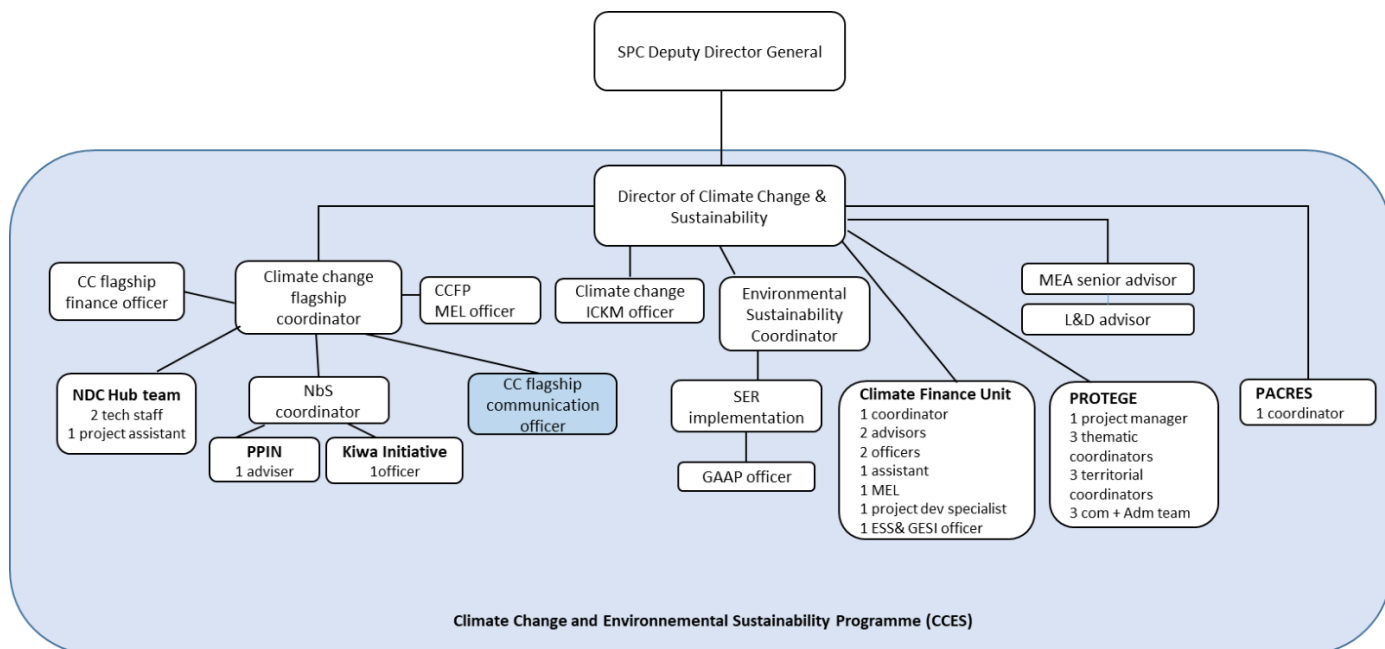 SPC Deputy Director General
Director of Climate Change &
Sustainability
CC flagship
finance officer
Climate change
flagship
coordinator
CCFP
MEL officer
Climate change
ICKM officer
Environmental
Sustainability
Coordinator
MEA senior advisor
L&D advisor
NDC Hub team
2 tech staff
1 project assistant
NbS
coordinator
CC flagship
communication
officer
PPIN
1 adviser
Kiwa Initiative
1officer
SER
implementation
GAAP officer
Climate Finance Unit
1 coordinator
2 advisors
2 officers
1 assistant
1 MEL
1 project dev specialist
1 ESS& GESI officer
PROTEGE
1 project manager
3 thematic
coordinators
3 territorial
coordinators
3 com + Adm team
PACRES
1 coordinator
Climate Change and Environnemental Sustainability Programme (CCES)